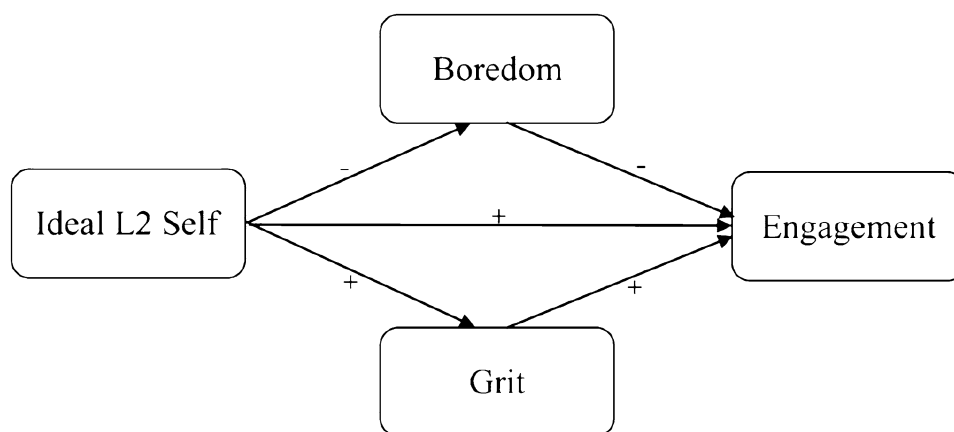 Boredom
-
-
Ideal L2 Self
+
Engagement
+
+
Grit